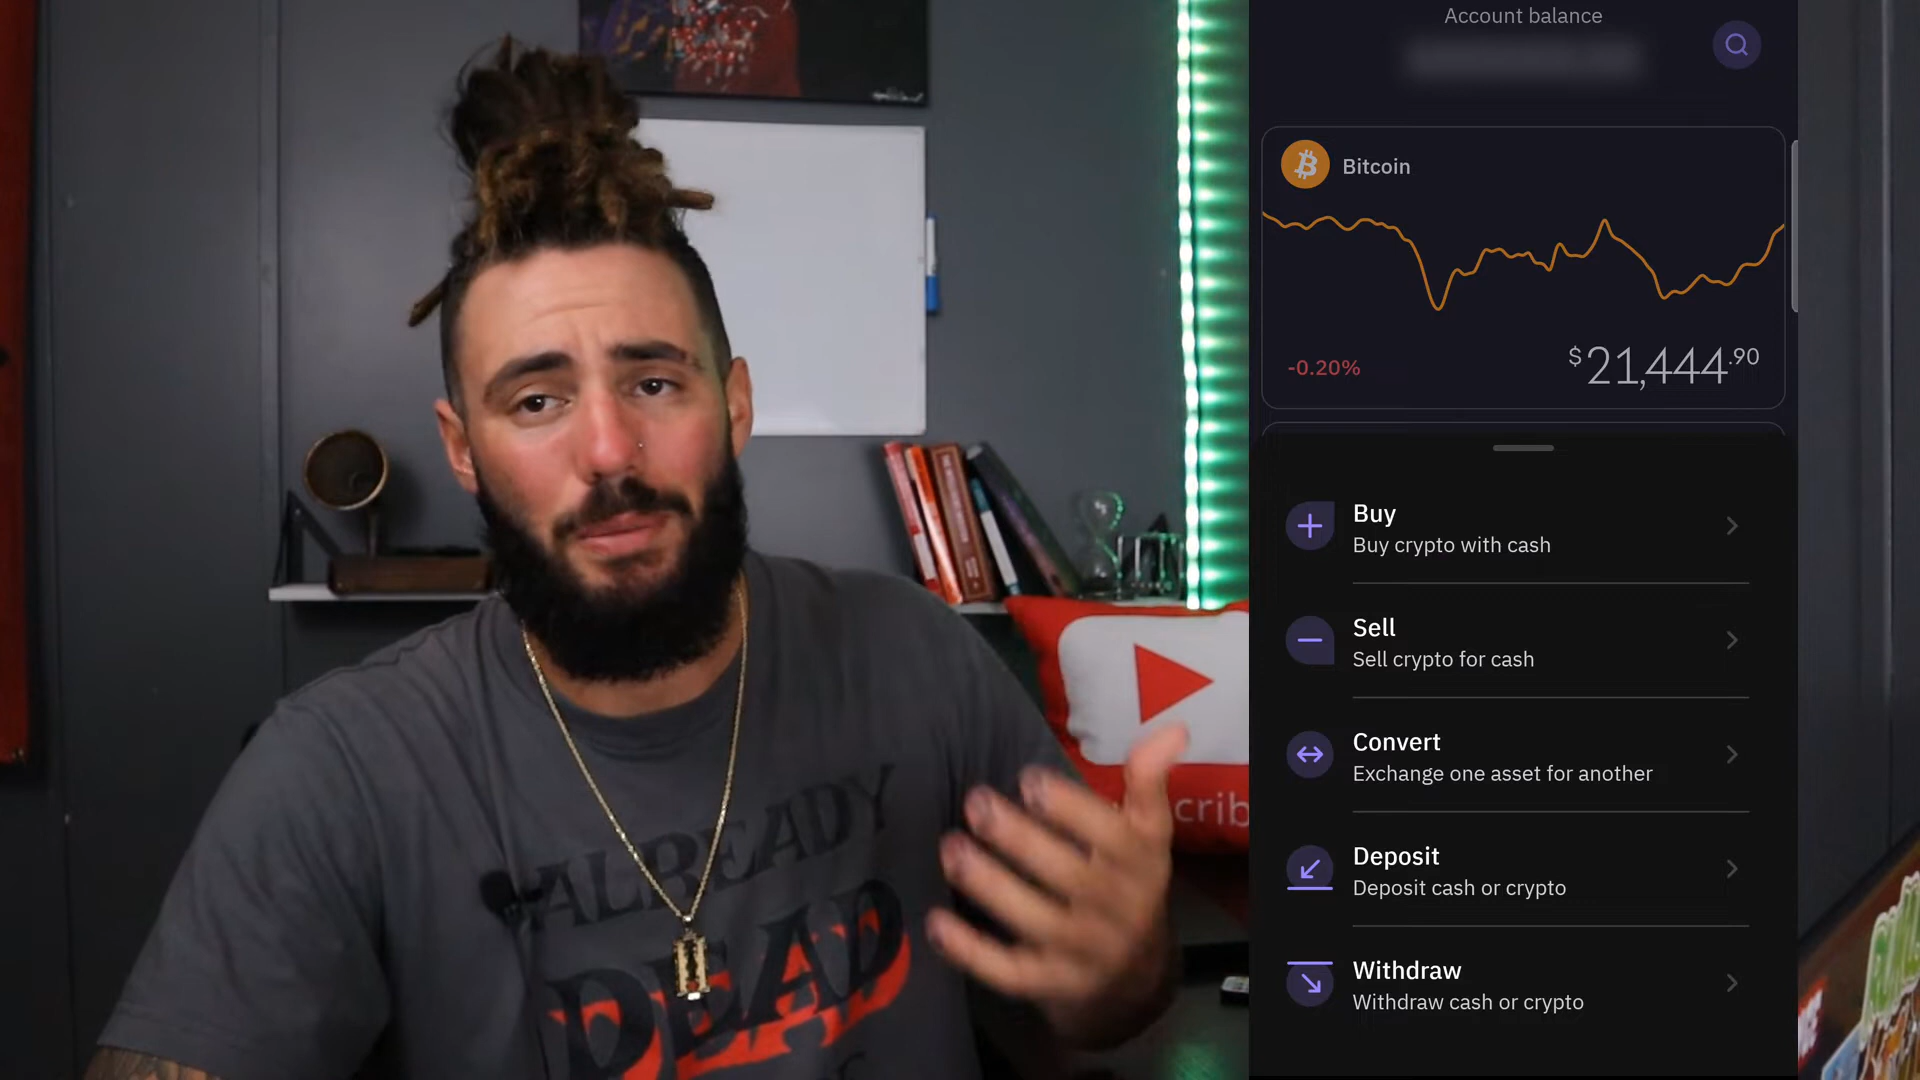 Account balance
Bitcoin
-0.20%
$21,444.90
Buy
Buy crypto with cash
Sell
Sell crypto for cash
Convert
Exchange one asset for another
Deposit
Deposit cash or crypto
Withdraw
Withdraw cash or crypto
ALREADY
DEAD